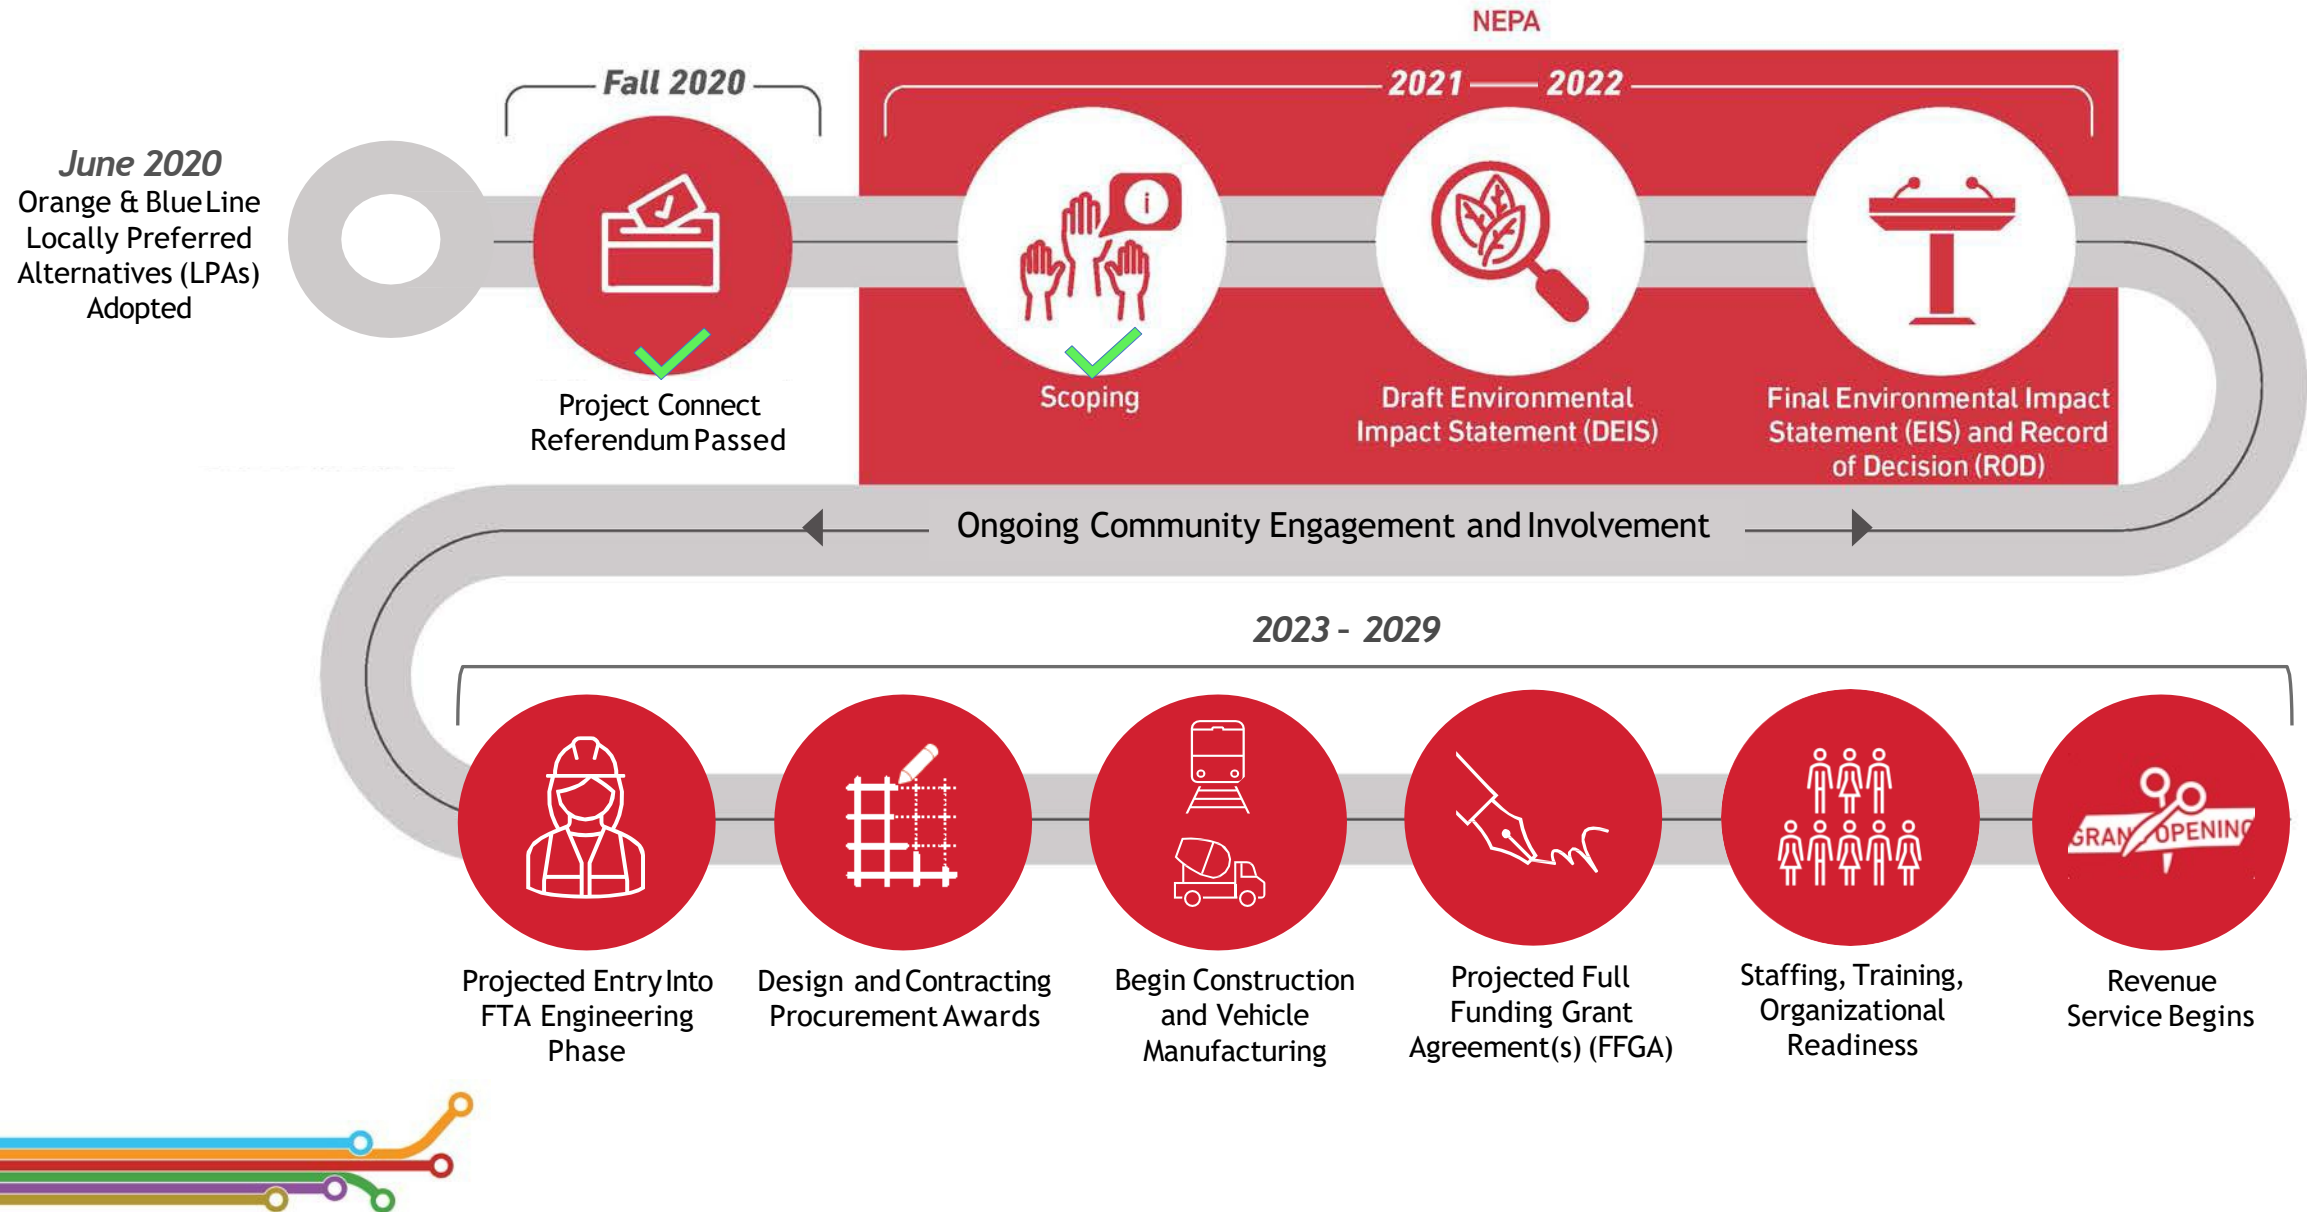 NEPA
June 2020
Orange & Blue Line
Locally Preferred
Alternatives (LPAs)
Adopted
Fall 2020
Project Connect
Referendum Passed
2021 — 2022
i
Scoping
Draft Environmental
Impact Statement (DEIS)
Final Environmental Impact
Statement (EIS) and Record
of Decision (ROD)
Ongoing Community Engagement and Involvement
2023 - 2029
Projected Entry Into
FTA Engineering
Phase
Design and Contracting
Procurement Awards
Begin Construction
and Vehicle
Manufacturing
Projected Full
Funding Grant
Agreement(s) (FFGA)
Staffing, Training,
Organizational
Readiness
GRAN OPENING
Revenue
Service Begins